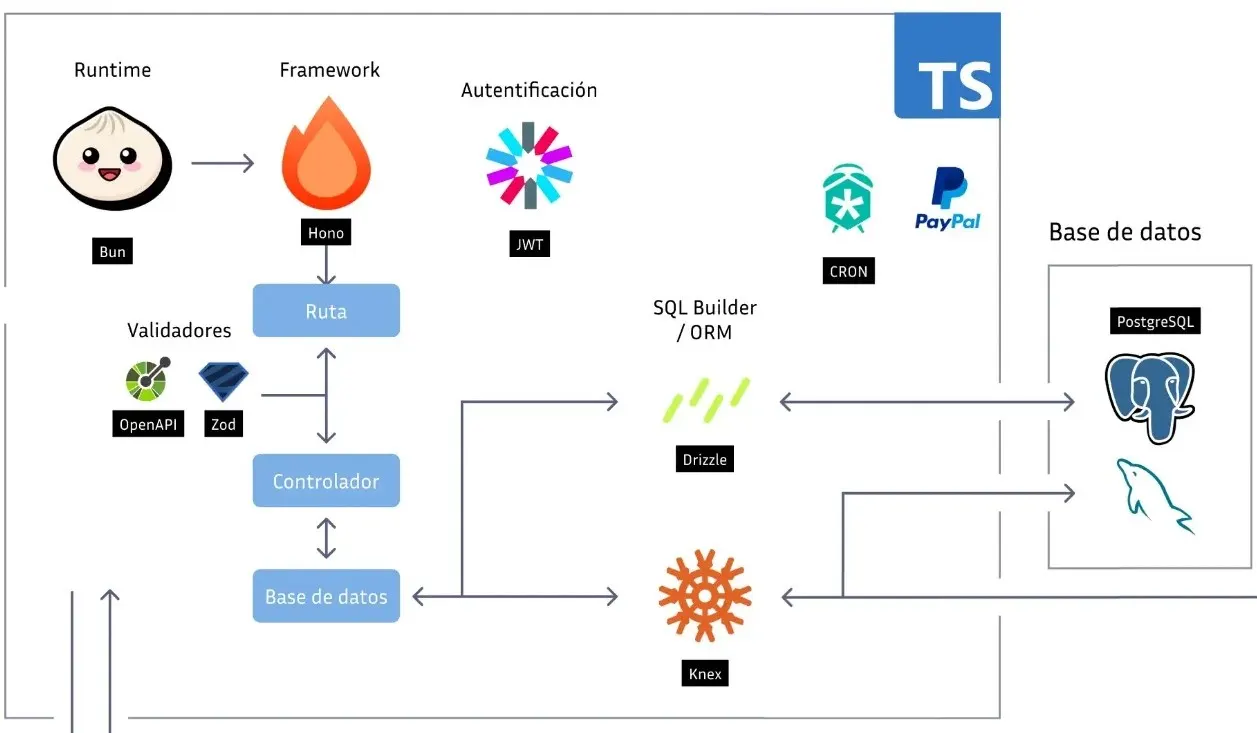 Runtime
Framework
Autentificación
TS
Bun
Hono
JWT
CRON
PayPal
Base de datos
Ruta
Validadores
OpenAPI
Zod
SQL Builder
/ ORM
PostgreSQL
Drizzle
Controlador
Base de datos
Knex